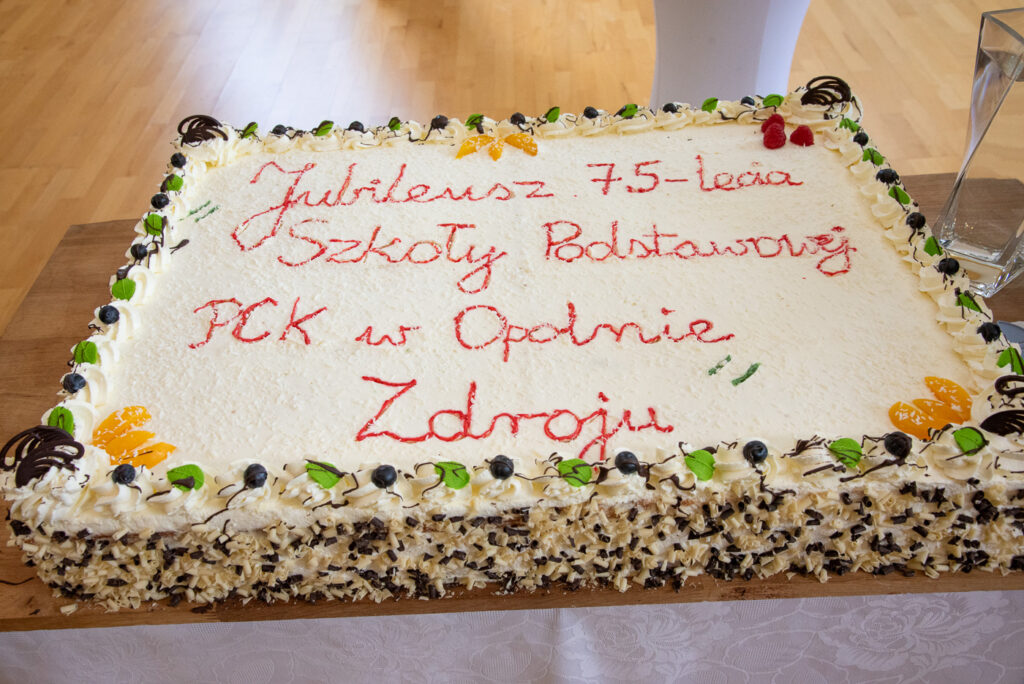 Jubileusz 75-lecia
Szkoły Podstawowej
PCK w Opolnie
Zdroju